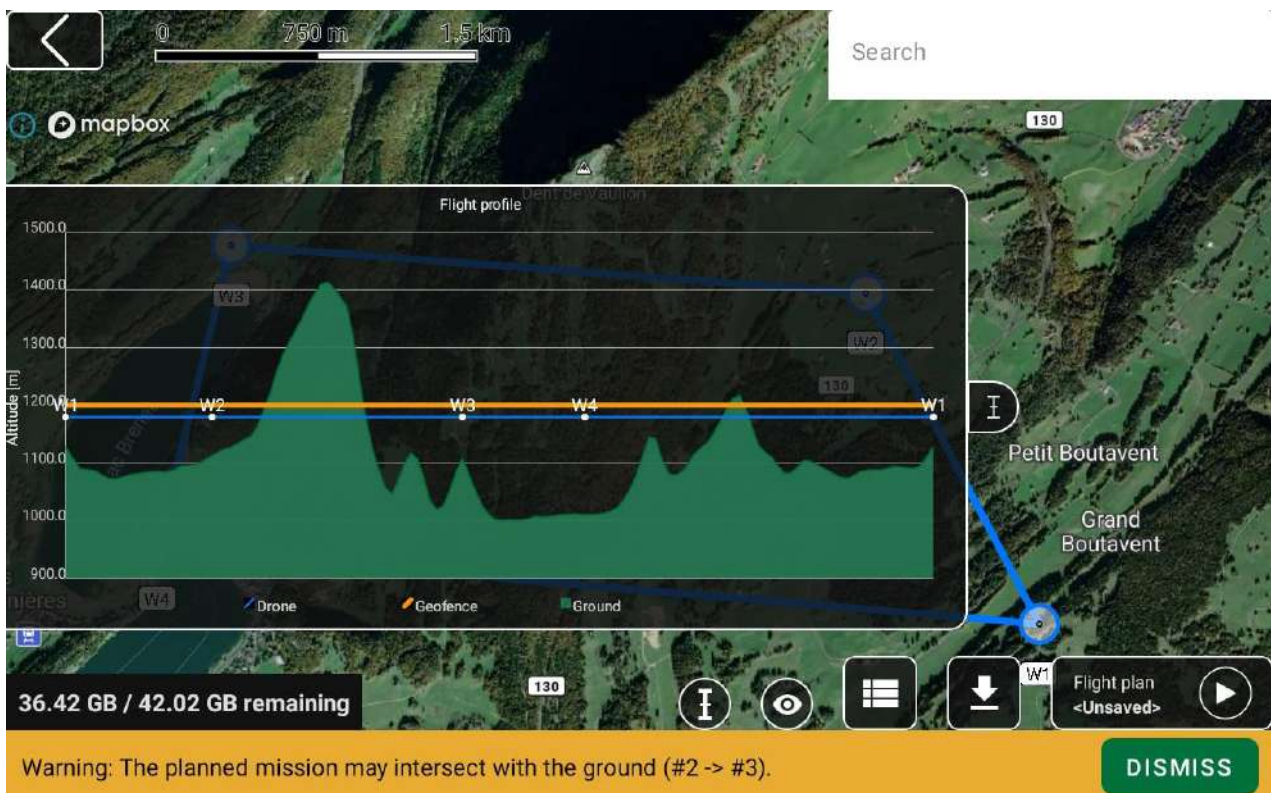 0 750 m 1.5 km
Search
mapbox
130
Dent de Vaulion
Flight profile
1500.0
1400.0
W3
1300.0
W2
130
1200.0
W1 W2 W3 W4 W1
Altitude [m]
Petit Boutavent
1100.0
Grand
Boutavent
1000.0
900.0
W4
Drone Geofence Ground
W1
130
36.42 GB / 42.02 GB remaining
Flight plan
<Unsaved>
Warning: The planned mission may intersect with the ground (#2 -> #3).
DISMISS